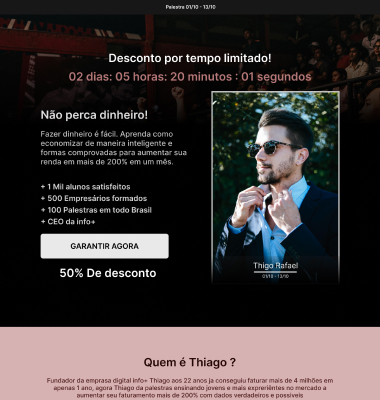 Palestra 01/10 - 13/10
Desconto por tempo limitado!
02 dias: 05 horas: 20 minutos : 01 segundos
Não perca dinheiro!
Fazer dinheiro é fácil. Aprenda como
economizar de maneira inteligente e
formas comprovadas para aumentar sua
renda em mais de 200% em um mês.
+ 1 Mil alunos satisfeitos
+ 500 Empresários formados
+ 100 Palestras em todo Brasil
+ CEO da info+
GARANTIR AGORA
50% De desconto
Thigo Rafael
01/10 - 13/10
Quem é Thiago ?
Fundador da emprasa digital Info+ Thiago aos 22 anos ja conseguiu faturar mais de 4 milhões em
apenas 1 ano, agora Thiago da palestras ensinando jovens e mais expreriêntes no mercado a
aumentar seu faturamento mais de 200% com dados verdadeiros e possiveis